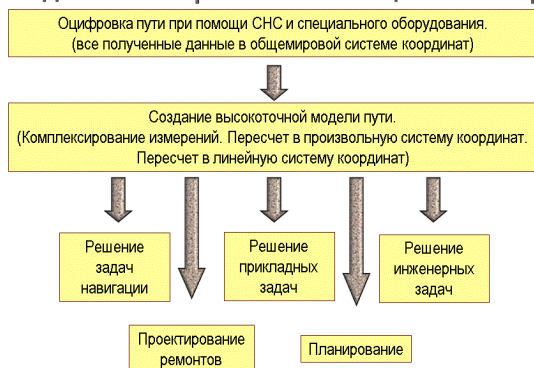 Оцифровка пути при помощи СНС и специального оборудования.
(все полученные данные в общемировой системе координат)
Создание высокоточной модели пути.
(Комплексирование измерений. Пересчет в произвольную систему координат.
Пересчет в линейную систему координат)
Решение
задач
навигации
Решение
прикладных
задач
Решение
инженерных
задач
Проектирование
ремонтов
Планирование